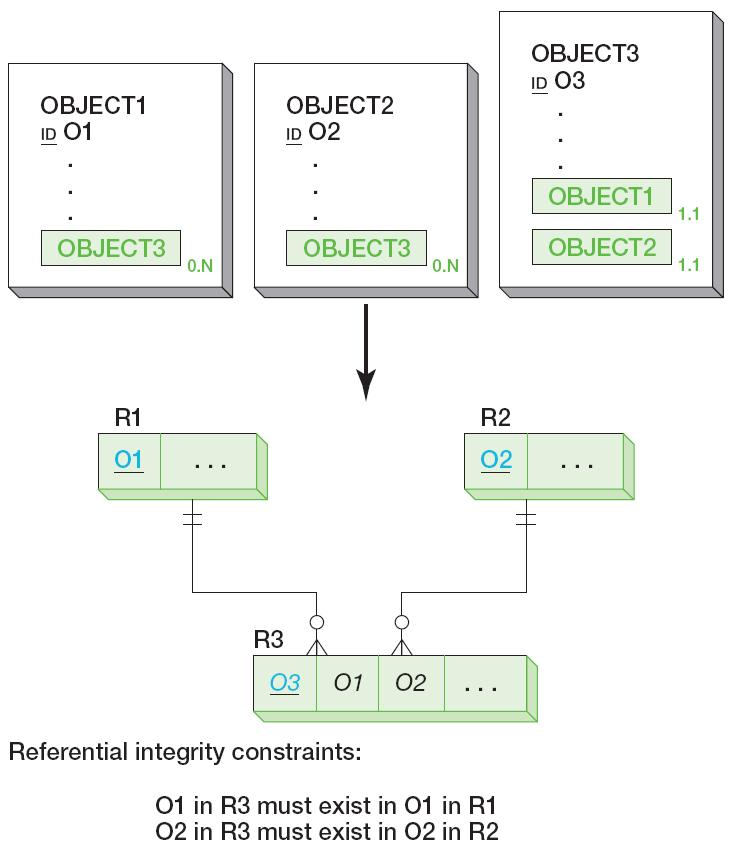 OBJECT1
ID O1
.
.
.
OBJECT3
0.N
OBJECT2
ID O2
.
.
.
OBJECT3
0.N
OBJECT3
ID O3
.
.
.
OBJECT1
1.1
OBJECT2
1.1
R1
O1 ...
R2
O2 ...
R3
O3 O1 O2 ...
Referential integrity constraints:
O1 in R3 must exist in O1 in R1
O2 in R3 must exist in O2 in R2